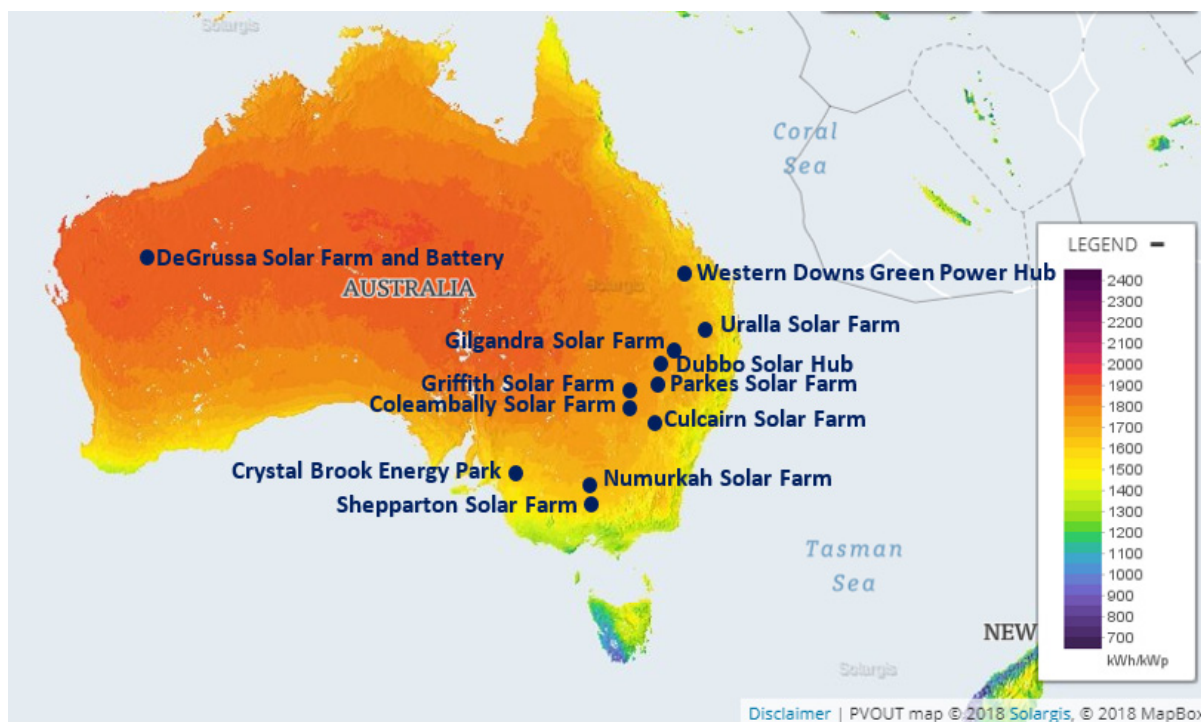 Solargis
Coral
Sea
LEGEND
2400
2300
2200
2100
2000
1900
1800
1700
1600
1500
1400
1300
1200
1100
1000
900
800
700
kWh/kWp
DeGrussa Solar Farm and Battery
AUSTRALIA
Solargis
Western Downs Green Power Hub
Uralla Solar Farm
Gilgandra Solar Farm
Dubbo Solar Hub
Griffith Solar Farm
Parkes Solar Farm
Coleambally Solar Farm
Culcairn Solar Farm
Crystal Brook Energy Park
Numurkah Solar Farm
Shepparton Solar Farm
Tasman
Sea
NEW
Solargis
Disclaimer | PVOUT map © 2018 Solargis, © 2018 MapBox